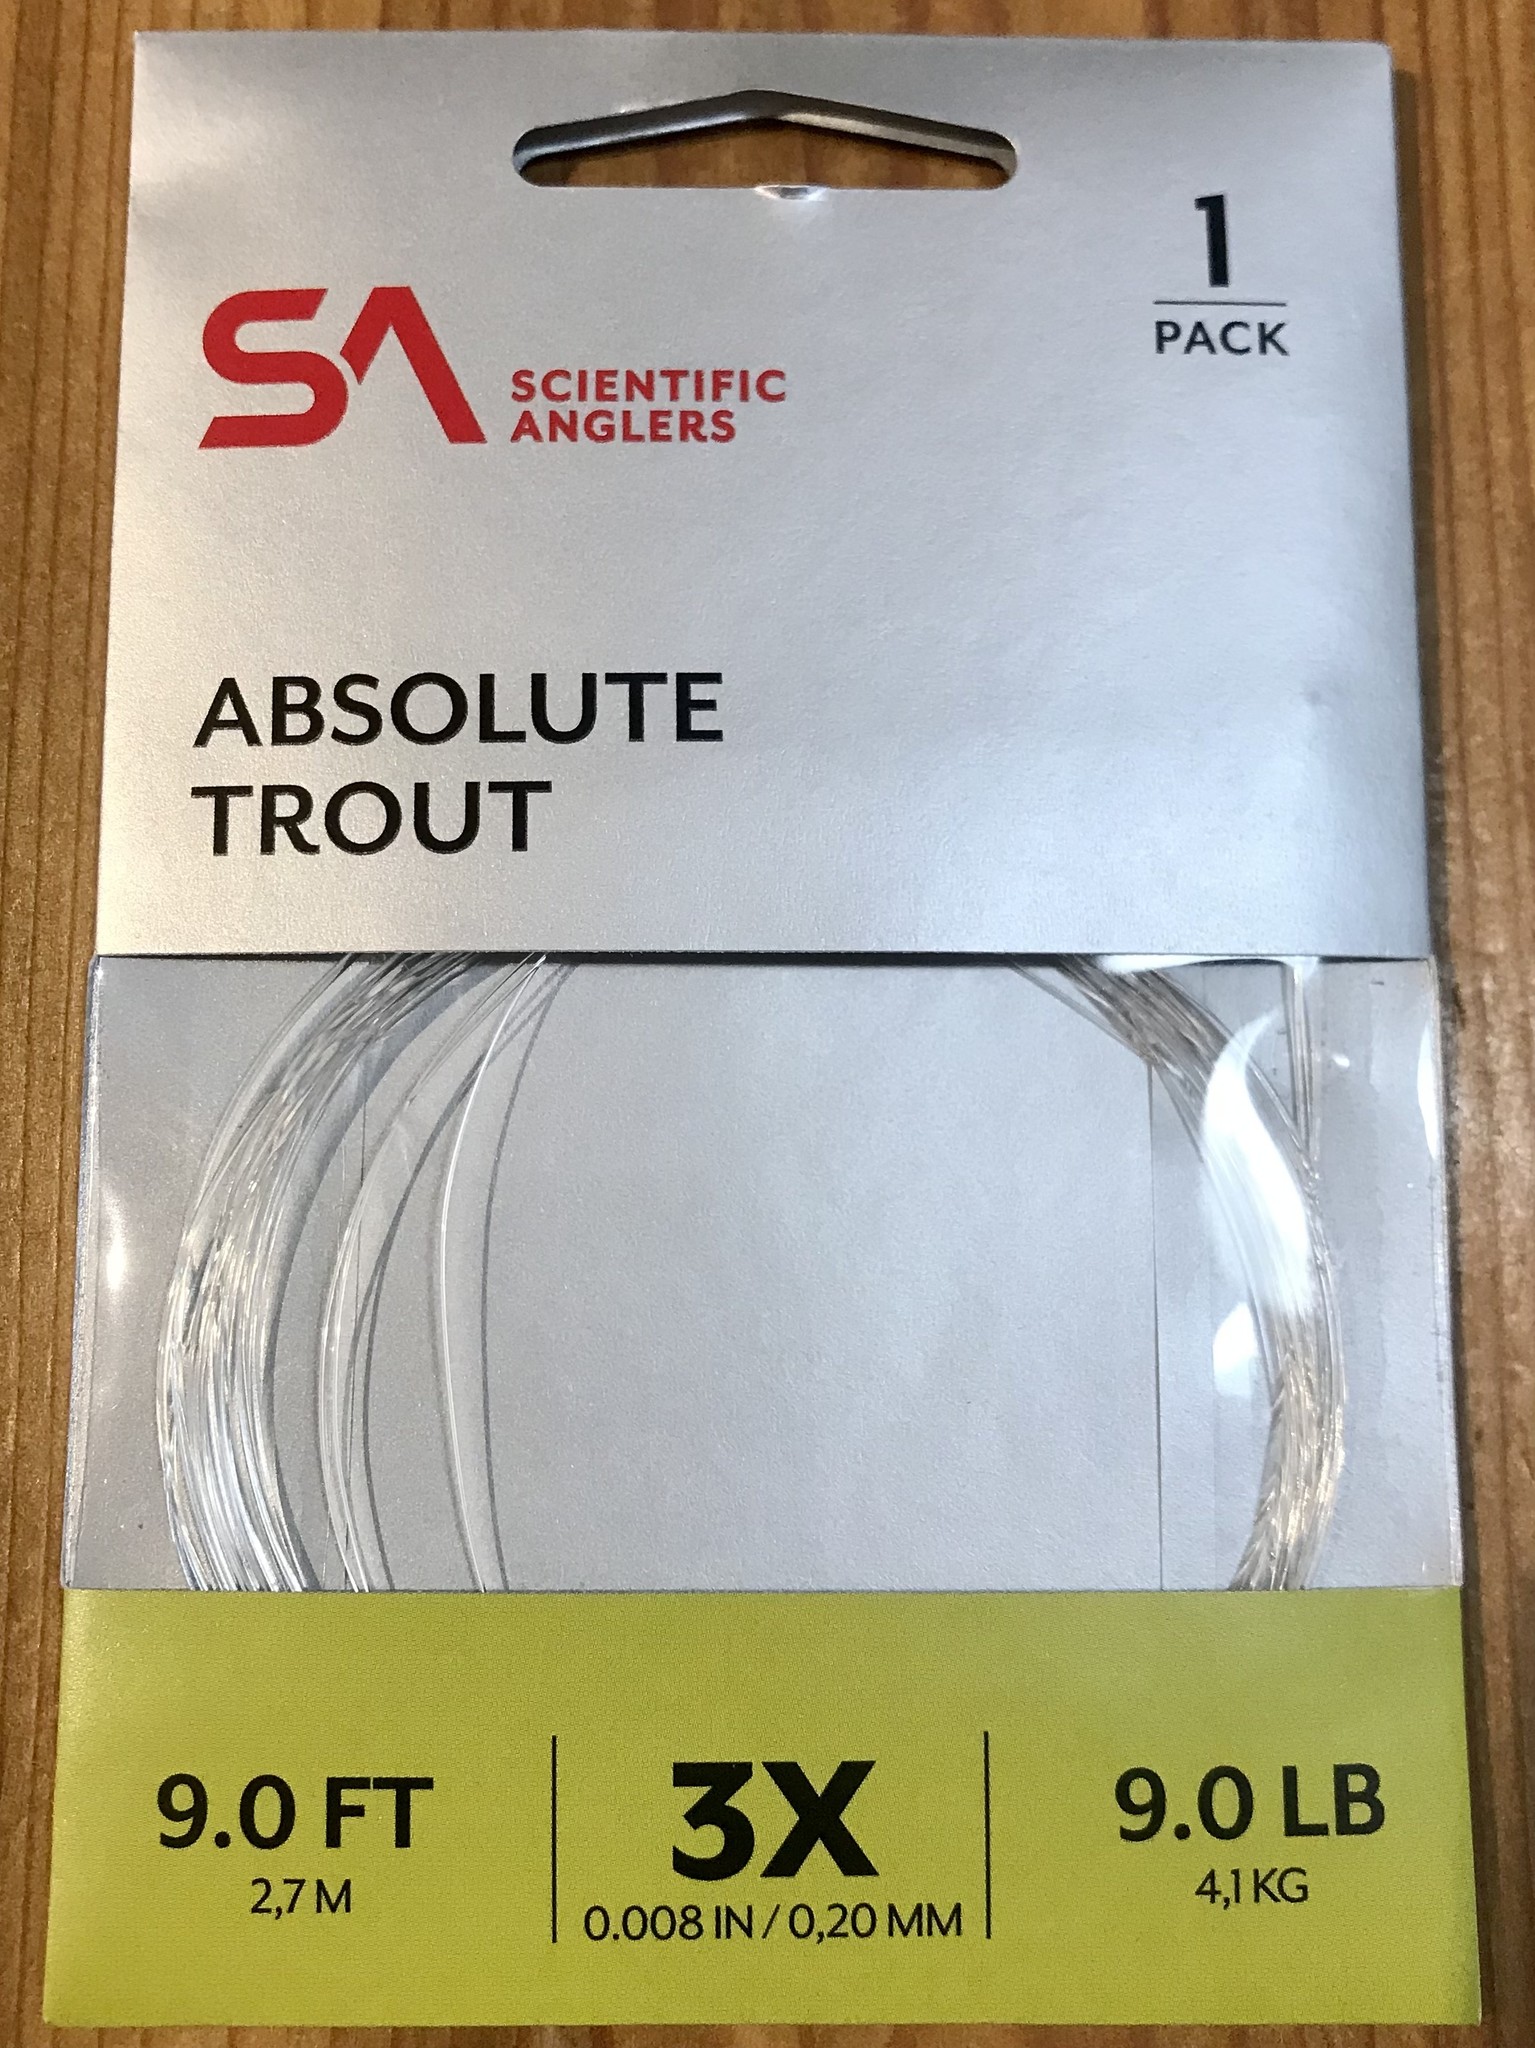 1
PACK
SA
SCIENTIFIC
ANGLERS
ABSOLUTE
TROUT
9.0 FT
2,7 M
3X
0.008 IN / 0,20 MM
9.0 LB
4,1 KG